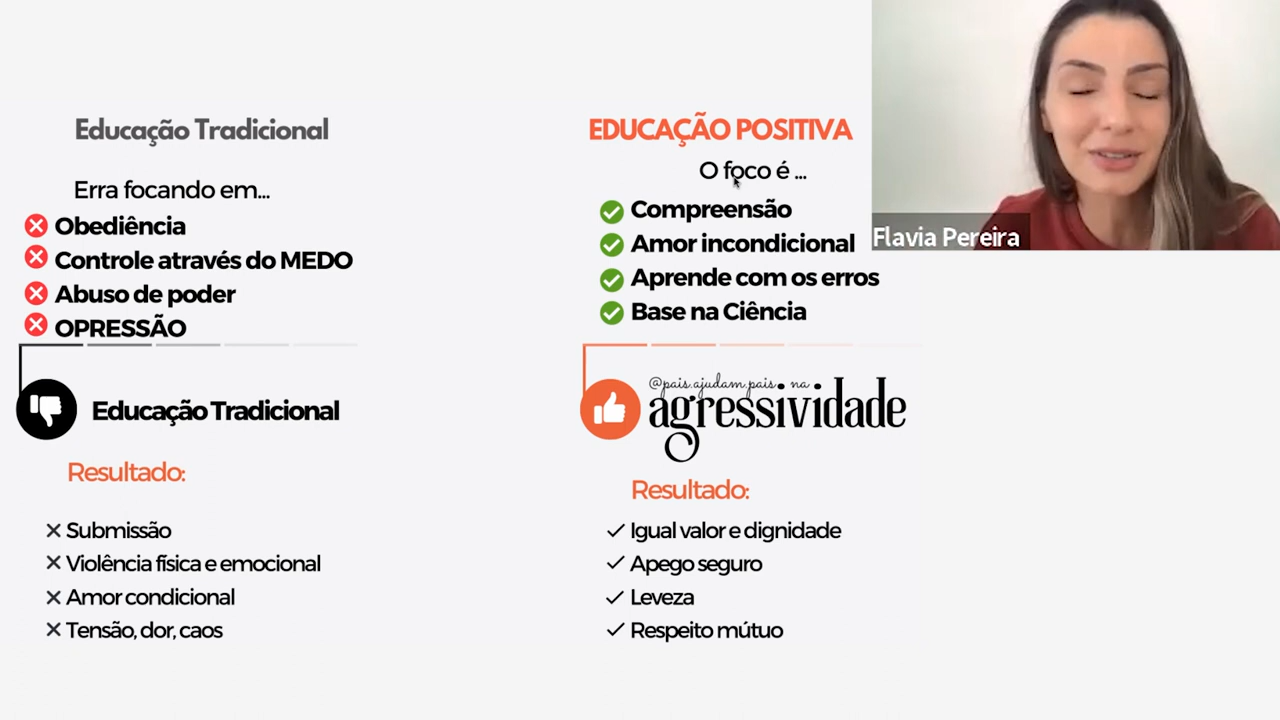 Educação Tradicional
Erra focando em...
Obediência
Controle através do MEDO
Abuso de poder
OPRESSÃO
Educação Tradicional
Resultado:
Submissão
Violência física e emocional
Amor condicional
Tensão, dor, caos
EDUCAÇÃO POSITIVA
O foco é ...
Compreensão
Amor incondicional
Aprende com os erros
Base na Ciência
@pais.ajudam.pais na
agressividade
Resultado:
Igual valor e dignidade
Apego seguro
Leveza
Respeito mútuo
Flavia Pereira